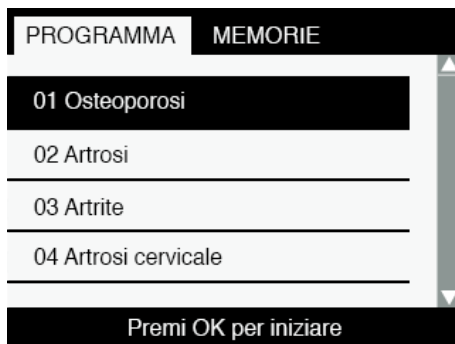 PROGRAMMA MEMORIE
01 Osteoporosi
02 Artrosi
03 Artrite
04 Artrosi cervicale
Premi OK per iniziare